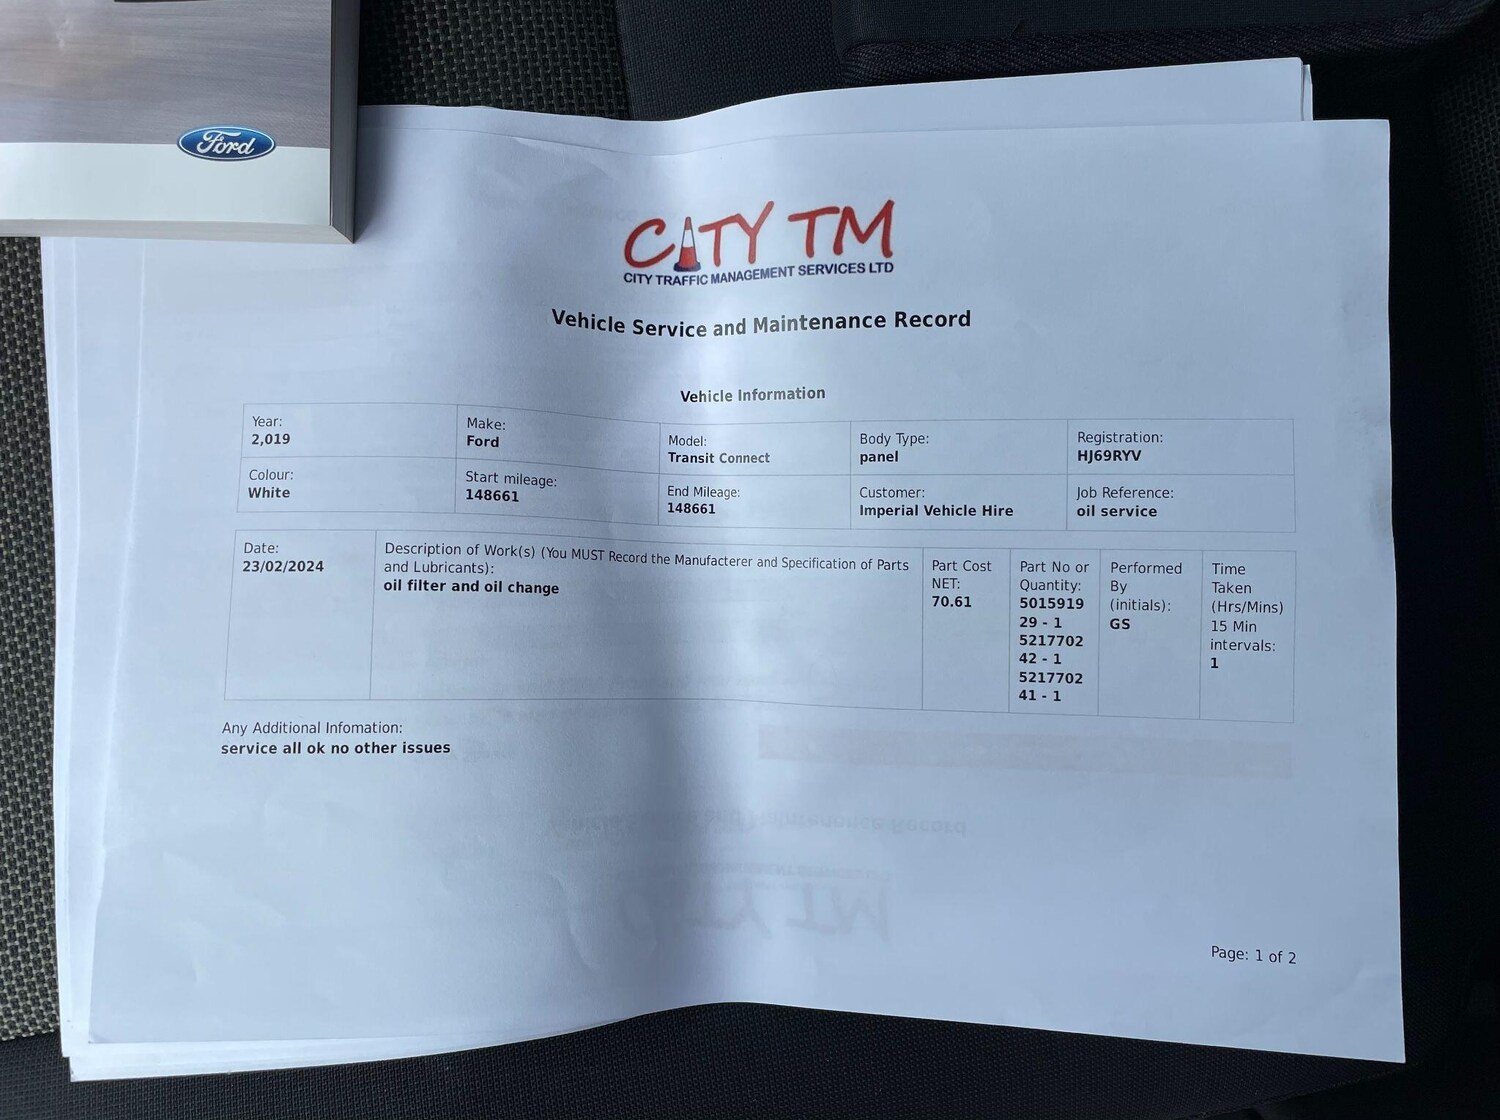 Ford
CITY TM
CITY TRAFFIC MANAGEMENT SERVICES LTD
Vehicle Service and Maintenance Record
Vehicle Information
Year:
2,019
Make:
Ford
Model:
Transit Connect
Body Type:
panel
Registration:
HJ69RYV
Colour:
White
Start mileage:
148661
End Mileage:
148661
Customer:
Imperial Vehicle Hire
Job Reference:
oil service
Date:
23/02/2024
Description of Work(s) (You MUST Record the Manufacterer and Specification of Parts
and Lubricants):
oil filter and oil change
Part Cost
NET:
70.61
Part No or
Quantity:
5015919
29 - 1
5217702
42 - 1
5217702
41 - 1
Performed
By
(initials):
GS
Time
Taken
(Hrs/Mins)
15 Min
intervals:
1
Any Additional Infomation:
service all ok no other issues
Page: 1 of 2